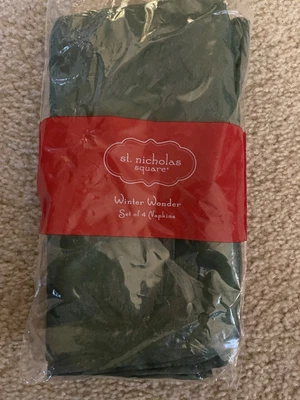 st. nicholas
square®
Winter Wonder
Set of 4 Napkins